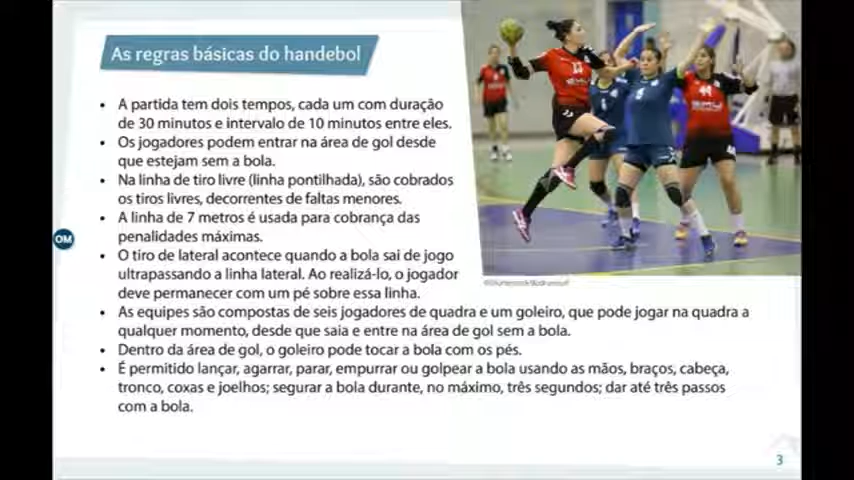 As regras básicas do handebol
• A partida tem dois tempos, cada um com duração
de 30 minutos e intervalo de 10 minutos entre eles.
• Os jogadores podem entrar na área de gol desde
que estejam sem a bola.
• Na linha de tiro livre (linha pontilhada), são cobrados
os tiros livres, decorrentes de faltas menores.
• A linha de 7 metros é usada para cobrança das
penalidades máximas.
OM
• O tiro de lateral acontece quando a bola sai de jogo
ultrapassando a linha lateral. Ao realizá-lo, o jogador
deve permanecer com um pé sobre essa linha.
• As equipes são compostas de seis jogadores de quadra e um goleiro, que pode jogar na quadra a
qualquer momento, desde que saia e entre na área de gol sem a bola.
• Dentro da área de gol, o goleiro pode tocar a bola com os pés.
• É permitido lançar, agarrar, parar, empurrar ou golpear a bola usando as mãos, braços, cabeça,
tronco, coxas e joelhos; segurar a bola durante, no máximo, três segundos; dar até três passos
com a bola.
13
3